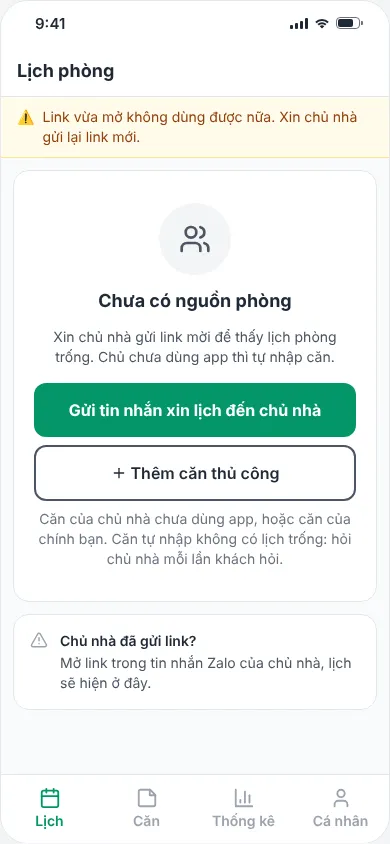 9:41
Lịch phòng
⚠️ Link vừa mở không dùng được nữa. Xin chủ nhà
gửi lại link mới.
Chưa có nguồn phòng
Xin chủ nhà gửi link mời để thấy lịch phòng
trống. Chủ chưa dùng app thì tự nhập căn.
Gửi tin nhắn xin lịch đến chủ nhà
+ Thêm căn thủ công
Căn của chủ nhà chưa dùng app, hoặc căn của
chính bạn. Căn tự nhập không có lịch trống: hỏi
chủ nhà mỗi lần khách hỏi.
Chủ nhà đã gửi link?
Mở link trong tin nhắn Zalo của chủ nhà, lịch
sẽ hiện ở đây.
Lịch
Căn
Thống kê
Cá nhân